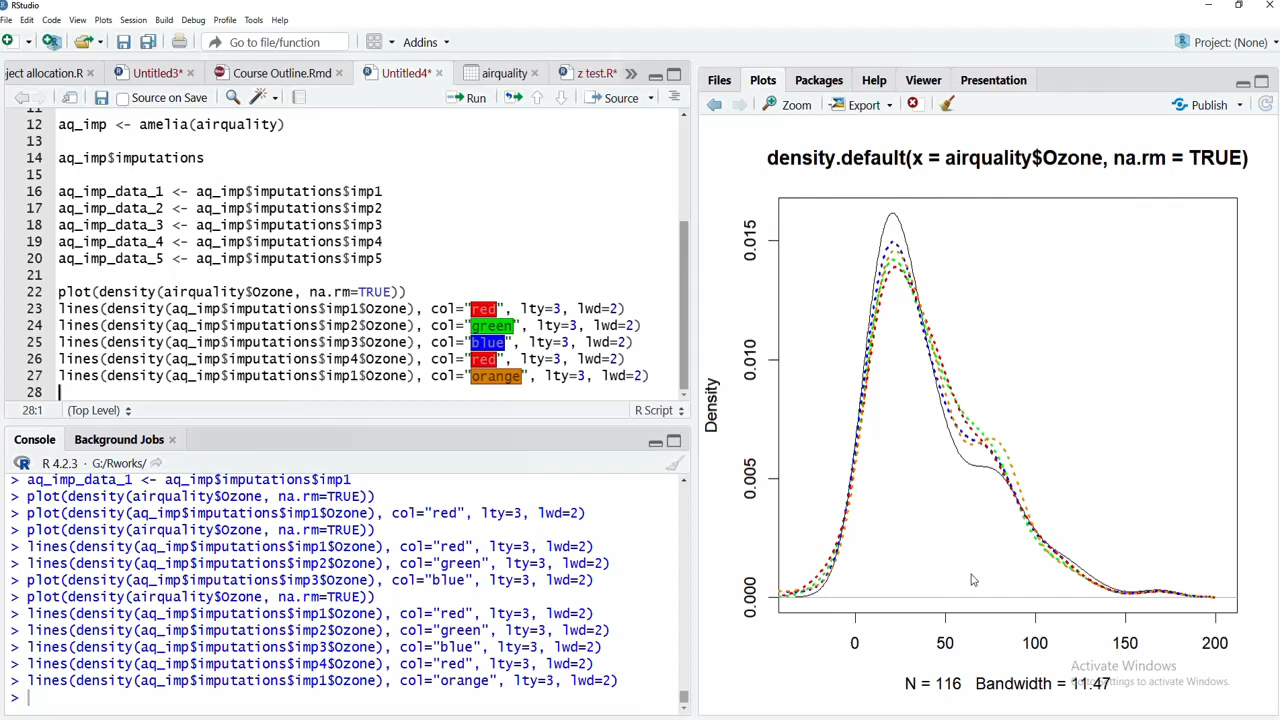 RStudio
File Edit Code View Plots Session Build Debug Profile Tools Help
Go to file/function Addins Project: (None)
ject allocation.R Untitled3* Course Outline.Rmd Untitled4* airquality z test.R*
Source on Save Run Source
12 aq_imp <- amelia(airquality)
13
14 aq_imp$imputations
15
16 aq_imp_data_1 <- aq_imp$imputations$imp1
17 aq_imp_data_2 <- aq_imp$imputations$imp2
18 aq_imp_data_3 <- aq_imp$imputations$imp3
19 aq_imp_data_4 <- aq_imp$imputations$imp4
20 aq_imp_data_5 <- aq_imp$imputations$imp5
21
22 plot(density(airquality$Ozone, na.rm=TRUE))
23 lines(density(aq_imp$imputations$imp1$Ozone), col="red", lty=3, lwd=2)
24 lines(density(aq_imp$imputations$imp2$Ozone), col="green", lty=3, lwd=2)
25 lines(density(aq_imp$imputations$imp3$Ozone), col="blue", lty=3, lwd=2)
26 lines(density(aq_imp$imputations$imp4$Ozone), col="red", lty=3, lwd=2)
27 lines(density(aq_imp$imputations$imp1$Ozone), col="orange", lty=3, lwd=2)
28
28:1 (Top Level) R Script
Console Background Jobs
R 4.2.3 · G:/Rworks/
> aq_imp_data_1 <- aq_imp$imputations$imp1
> plot(density(airquality$Ozone, na.rm=TRUE))
> plot(density(aq_imp$imputations$imp1$Ozone), col="red", lty=3, lwd=2)
> plot(density(airquality$Ozone, na.rm=TRUE))
> lines(density(aq_imp$imputations$imp1$Ozone), col="red", lty=3, lwd=2)
> lines(density(aq_imp$imputations$imp2$Ozone), col="green", lty=3, lwd=2)
> plot(density(aq_imp$imputations$imp3$Ozone), col="blue", lty=3, lwd=2)
> plot(density(airquality$Ozone, na.rm=TRUE))
> lines(density(aq_imp$imputations$imp1$Ozone), col="red", lty=3, lwd=2)
> lines(density(aq_imp$imputations$imp2$Ozone), col="green", lty=3, lwd=2)
> lines(density(aq_imp$imputations$imp3$Ozone), col="blue", lty=3, lwd=2)
> lines(density(aq_imp$imputations$imp4$Ozone), col="red", lty=3, lwd=2)
> lines(density(aq_imp$imputations$imp1$Ozone), col="orange", lty=3, lwd=2)
>
Files Plots Packages Help Viewer Presentation
Zoom Export Publish
density.default(x = airquality$Ozone, na.rm = TRUE)
Density
0.015
0.010
0.005
0.000
0 50 100 150 200
Activate Windows
N = 116 Bandwidth = 11.47
Go to Settings to activate Windows.